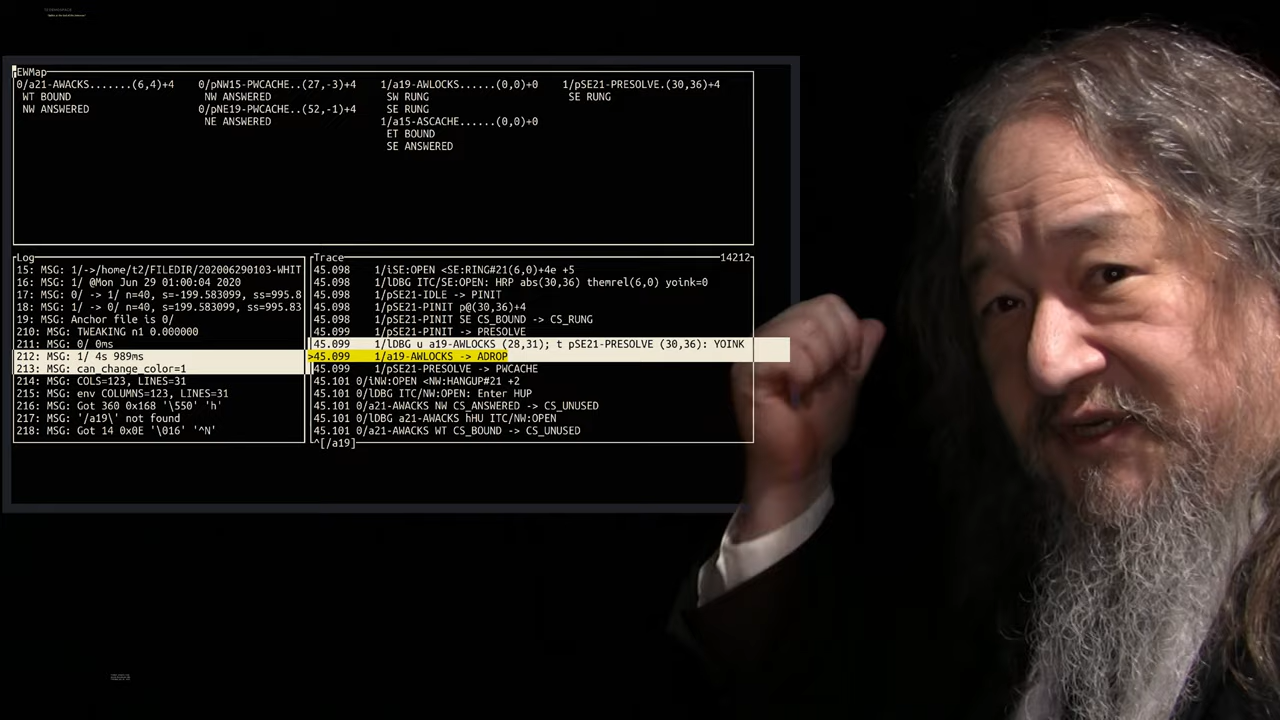 EWMap
0/a21-AWACKS.......(6,4)+4 0/pNW15-PWCACHE..(27,-3)+4 1/a19-AWLOCKS......(0,0)+0 1/pSE21-PRESOLVE.(30,36)+4
WT BOUND NW ANSWERED SW RUNG SE RUNG
NW ANSWERED 0/pNE19-PWCACHE..(52,-1)+4 SE RUNG
NE ANSWERED 1/a15-ASCACHE......(0,0)+0
ET BOUND
SE ANSWERED
Log
15: MSG: 1/->/home/t2/FILEDIR/202006290103-WHIT
16: MSG: 1/ @Mon Jun 29 01:00:04 2020
17: MSG: 0/ -> 1/ n=40, s=-199.583099, ss=995.8
18: MSG: 1/ -> 0/ n=40, s=199.583099, ss=995.83
19: MSG: Anchor file is 0/
210: MSG: TWEAKING n1 0.000000
211: MSG: 0/ 0ms
212: MSG: 1/ 4s 989ms
213: MSG: can_change_color=1
214: MSG: COLS=123, LINES=31
215: MSG: env COLUMNS=123, LINES=31
216: MSG: Got 360 0x168 '\550' 'h'
217: MSG: '/a19\' not found
218: MSG: Got 14 0x0E '\016' '^N'
Trace 14212
45.098 1/iSE:OPEN <SE:RING#21(6,0)+4e +5
45.098 1/lDBG ITC/SE:OPEN: HRP abs(30,36) themrel(6,0) yoink=0
45.098 1/pSE21-IDLE -> PINIT
45.098 1/pSE21-PINIT p@(30,36)+4
45.099 1/pSE21-PINIT SE CS_BOUND -> CS_RUNG
45.099 1/pSE21-PINIT -> PRESOLVE
45.099 1/lDBG u a19-AWLOCKS (28,31); t pSE21-PRESOLVE (30,36): YOINK
>45.099 1/a19-AWLOCKS -> ADROP
45.099 1/pSE21-PRESOLVE -> PWCACHE
45.101 0/iNW:OPEN <NW:HANGUP#21 +2
45.101 0/lDBG ITC/NW:OPEN: Enter HUP
45.101 0/a21-AWACKS NW CS_ANSWERED -> CS_UNUSED
45.101 0/lDBG a21-AWACKS hHU ITC/NW:OPEN
45.101 0/a21-AWACKS WT CS_BOUND -> CS_UNUSED
^[/a19]